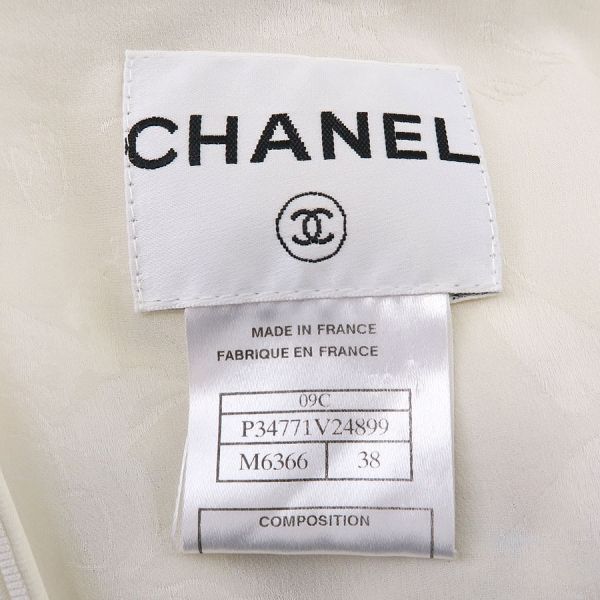 CHANEL
MADE IN FRANCE
FABRIQUE EN FRANCE
09C
P34771V24899
M6366 38
COMPOSITION